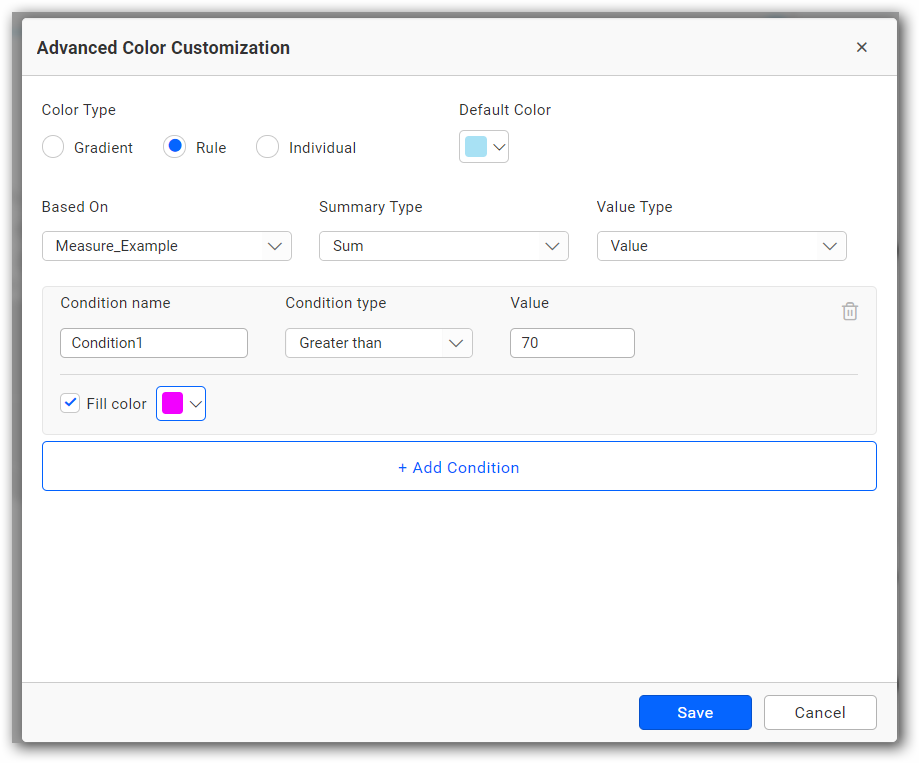 Advanced Color Customization
Color Type
Default Color
Gradient
Rule
Individual
Based On
Summary Type
Value Type
Measure_Example
Sum
Value
Condition name
Condition type
Value
Condition1
Greater than
70
Fill color
+ Add Condition
Save
Cancel